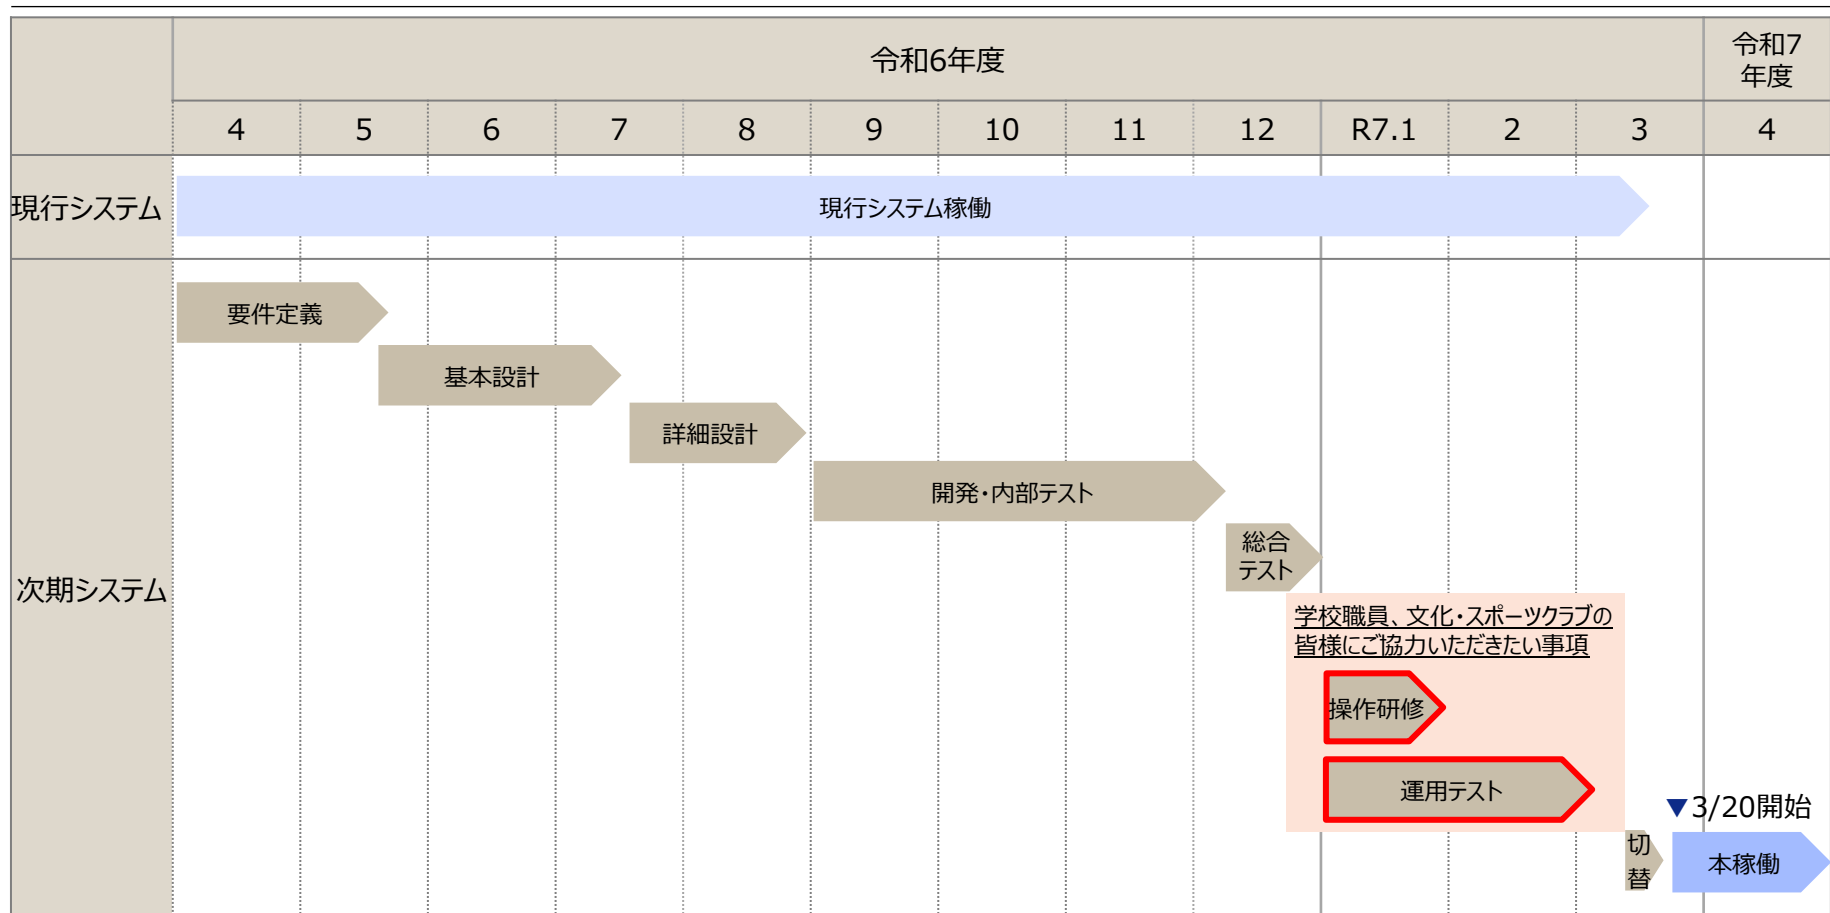 令和6年度
令和7
年度
4 5 6 7 8 9 10 11 12 R7.1 2 3 4
現行システム
現行システム稼働
次期システム
要件定義
基本設計
詳細設計
開発・内部テスト
総合
テスト
学校職員、文化・スポーツクラブの
皆様にご協力いただきたい事項
操作研修
運用テスト
▼3/20開始
切
替
本稼働